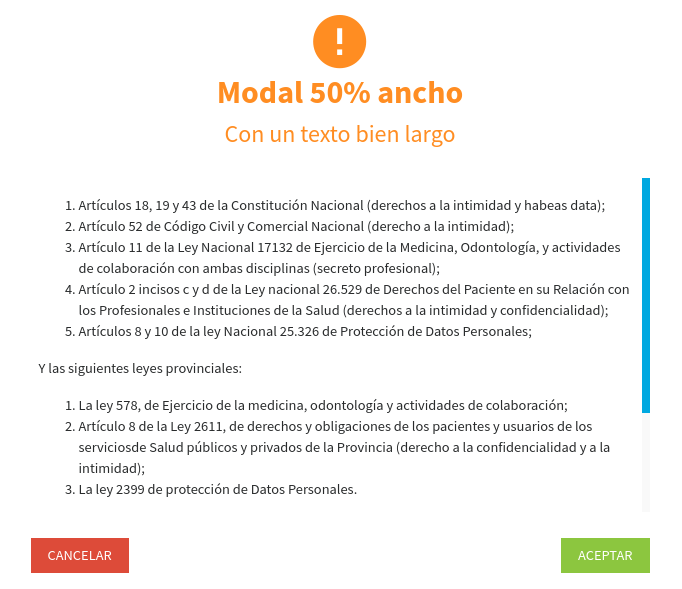 !
Modal 50% ancho
Con un texto bien largo
1. Artículos 18, 19 y 43 de la Constitución Nacional (derechos a la intimidad y habeas data);
2. Artículo 52 de Código Civil y Comercial Nacional (derecho a la intimidad);
3. Artículo 11 de la Ley Nacional 17132 de Ejercicio de la Medicina, Odontología, y actividades
de colaboración con ambas disciplinas (secreto profesional);
4. Artículo 2 incisos c y d de la Ley nacional 26.529 de Derechos del Paciente en su Relación con
los Profesionales e Instituciones de la Salud (derechos a la intimidad y confidencialidad);
5. Artículos 8 y 10 de la ley Nacional 25.326 de Protección de Datos Personales;
Y las siguientes leyes provinciales:
1. La ley 578, de Ejercicio de la medicina, odontología y actividades de colaboración;
2. Artículo 8 de la Ley 2611, de derechos y obligaciones de los pacientes y usuarios de los
serviciosde Salud públicos y privados de la Provincia (derecho a la confidencialidad y a la
intimidad);
3. La ley 2399 de protección de Datos Personales.
CANCELAR
ACEPTAR